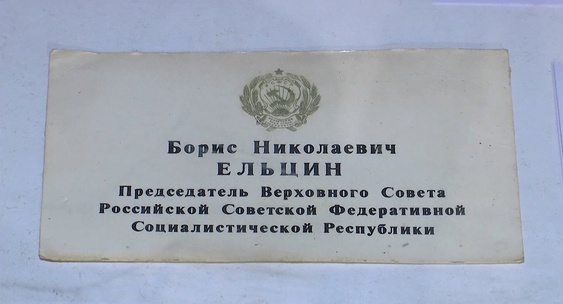 Борис Николаевич
ЕЛЬЦИН
Председатель Верховного Совета
Российской Советской Федеративной
Социалистической Республики